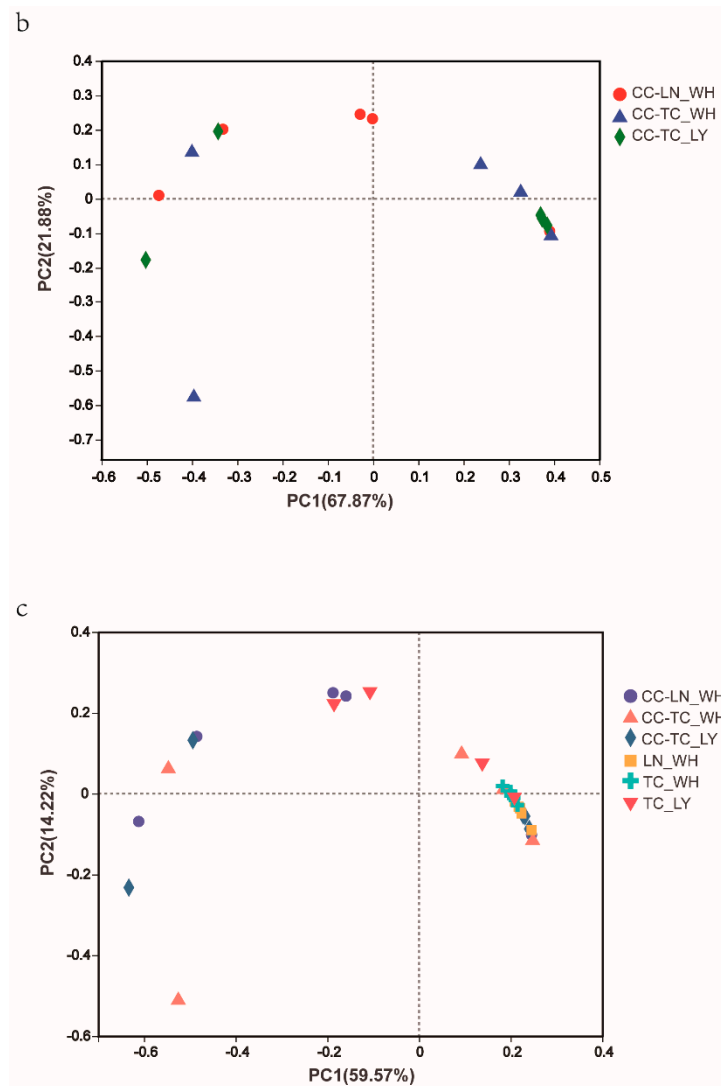 b
0.4
0.3
0.2
0.1
0
-0.1
-0.2
-0.3
-0.4
-0.5
-0.6
-0.7
PC2(21.88%)
-0.6 -0.5 -0.4 -0.3 -0.2 -0.1 0 0.1 0.2 0.3 0.4 0.5
PC1(67.87%)
CC-LN_WH
CC-TC_WH
CC-TC_LY
c
0.4
0.2
0
-0.2
-0.4
-0.6
PC2(14.22%)
-0.6 -0.4 -0.2 0 0.2 0.4
PC1(59.57%)
CC-LN_WH
CC-TC_WH
CC-TC_LY
LN_WH
TC_WH
TC_LY